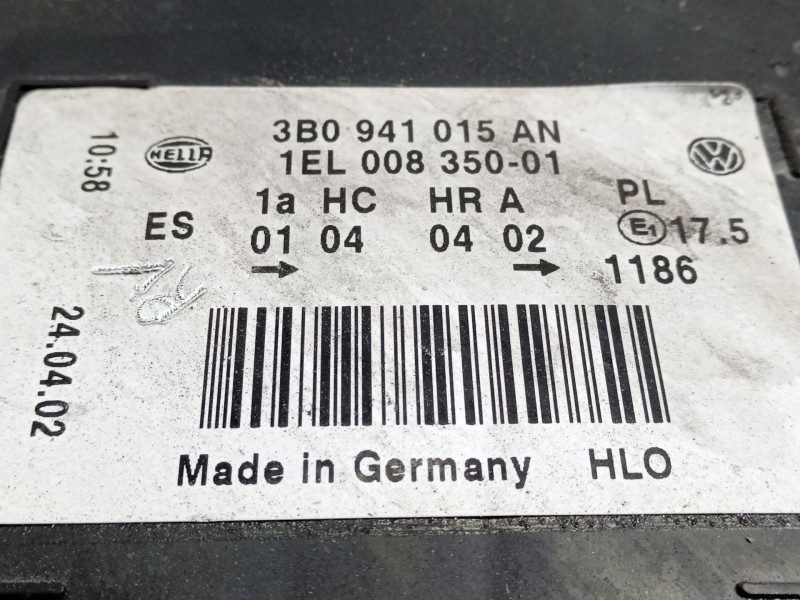 3B0 941 015 AN
HELLA
1EL 008 350-01
1a HC HR A PL
ES
01 04 04 02 E1 17.5
1186
Made in Germany HLO
10:58
24.04.02